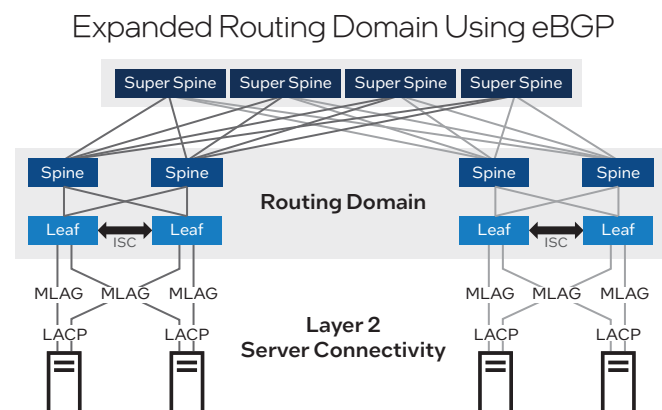 Expanded Routing Domain Using eBGP
Super Spine Super Spine Super Spine Super Spine
Spine Spine Spine Spine
Routing Domain
Leaf Leaf Leaf Leaf
ISC ISC
MLAG MLAG MLAG MLAG MLAG MLAG
Layer 2
LACP LACP LACP LACP
Server Connectivity